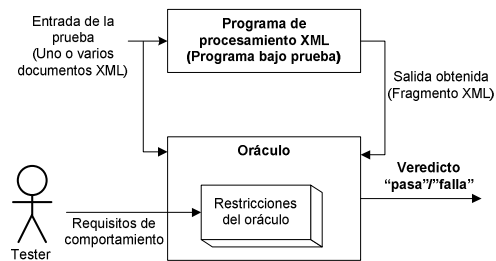 Entrada de la
prueba
(Uno o varios
documentos XML)
Programa de
procesamiento XML
(Programa bajo prueba)
Salida obtenida
(Fragmento XML)
Oráculo
Restricciones
del oráculo
Veredicto
“pasa”/”falla”
Requisitos de
comportamiento
Tester